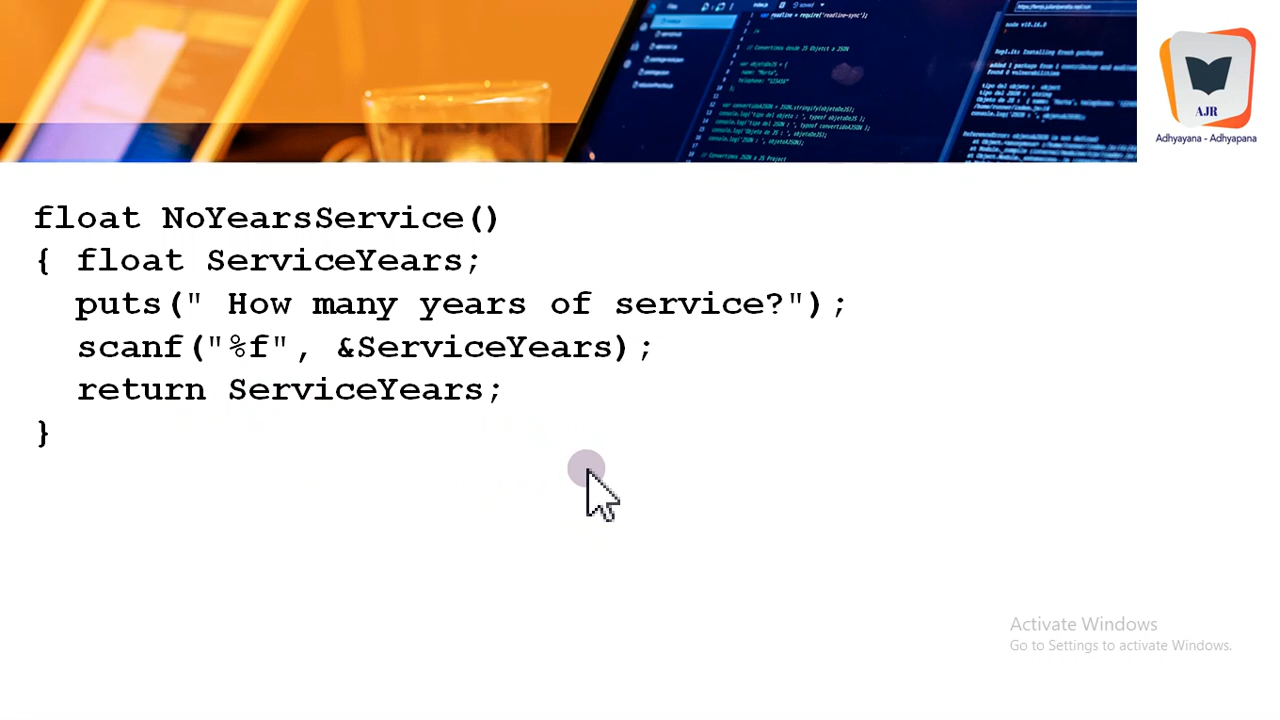 AJR
Adhyayana - Adhyapana
float NoYearsService()
{ float ServiceYears;
puts(" How many years of service?");
scanf("%f", &ServiceYears);
return ServiceYears;
}
Activate Windows
Go to Settings to activate Windows.